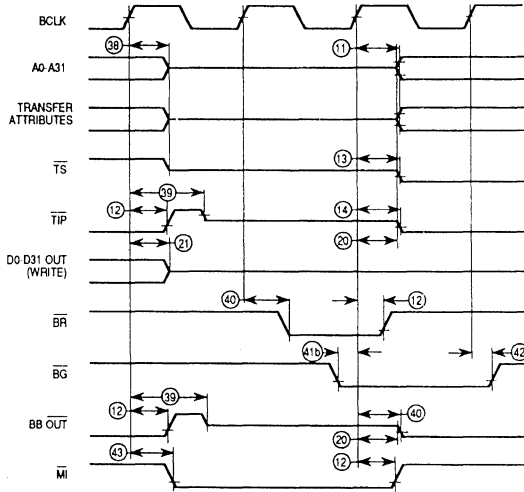 BCLK
38
11
A0-A31
TRANSFER
ATTRIBUTES
13
TS
39
12
14
TIP
21
20
D0-D31 OUT
(WRITE)
40
12
BR
41b
42
BG
39
12
40
BB OUT
20
43
12
MI